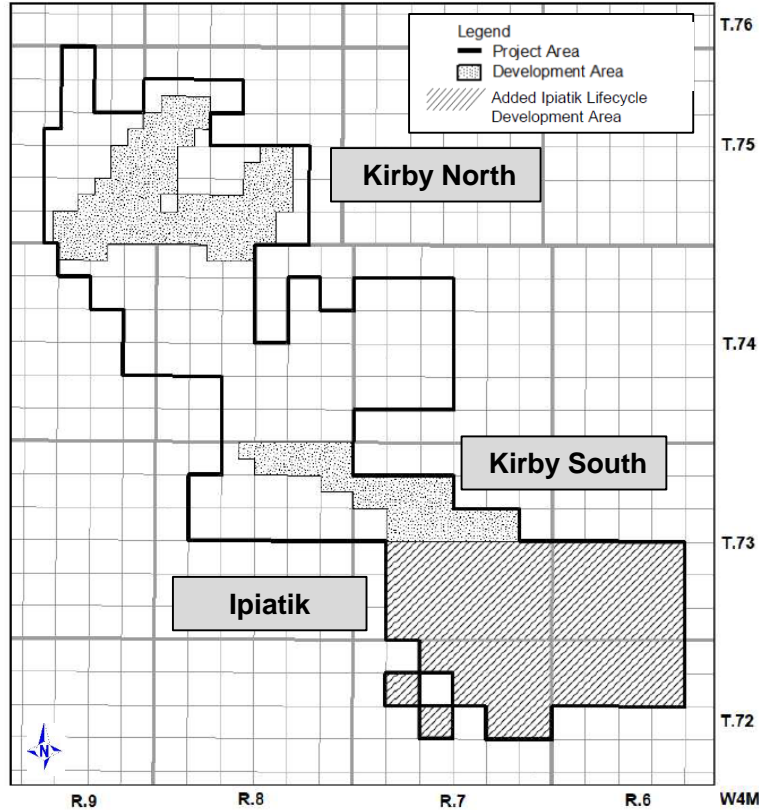 T.76
Legend
Project Area
Development Area
Added Ipiatik Lifecycle
Development Area
T.75
Kirby North
T.74
Kirby South
T.73
Ipiatik
T.72
N
R.9 R.8 R.7 R.6 W4M